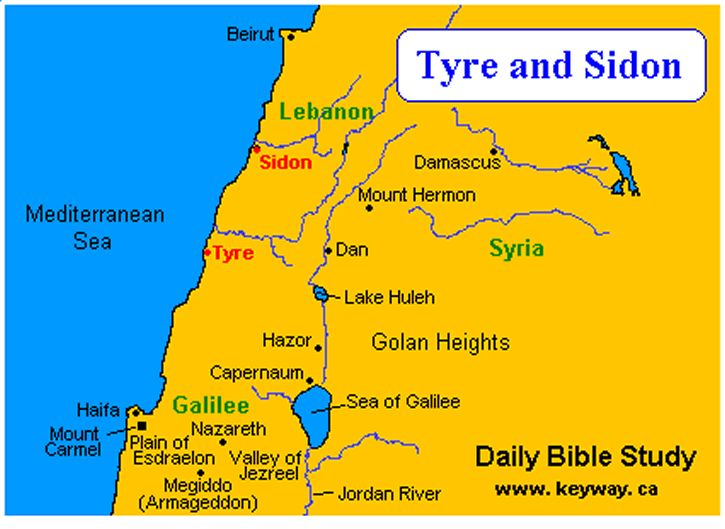 Beirut
Tyre and Sidon
Lebanon
Sidon
Damascus
Mount Hermon
Mediterranean
Sea
Syria
Tyre
Dan
Lake Huleh
Hazor
Golan Heights
Capernaum
Sea of Galilee
Galilee
Haifa
Mount
Carmel
Nazareth
Plain of
Esdraelon
Valley of
Jezreel
Megiddo
(Armageddon)
Jordan River
Daily Bible Study
www.keyway.ca